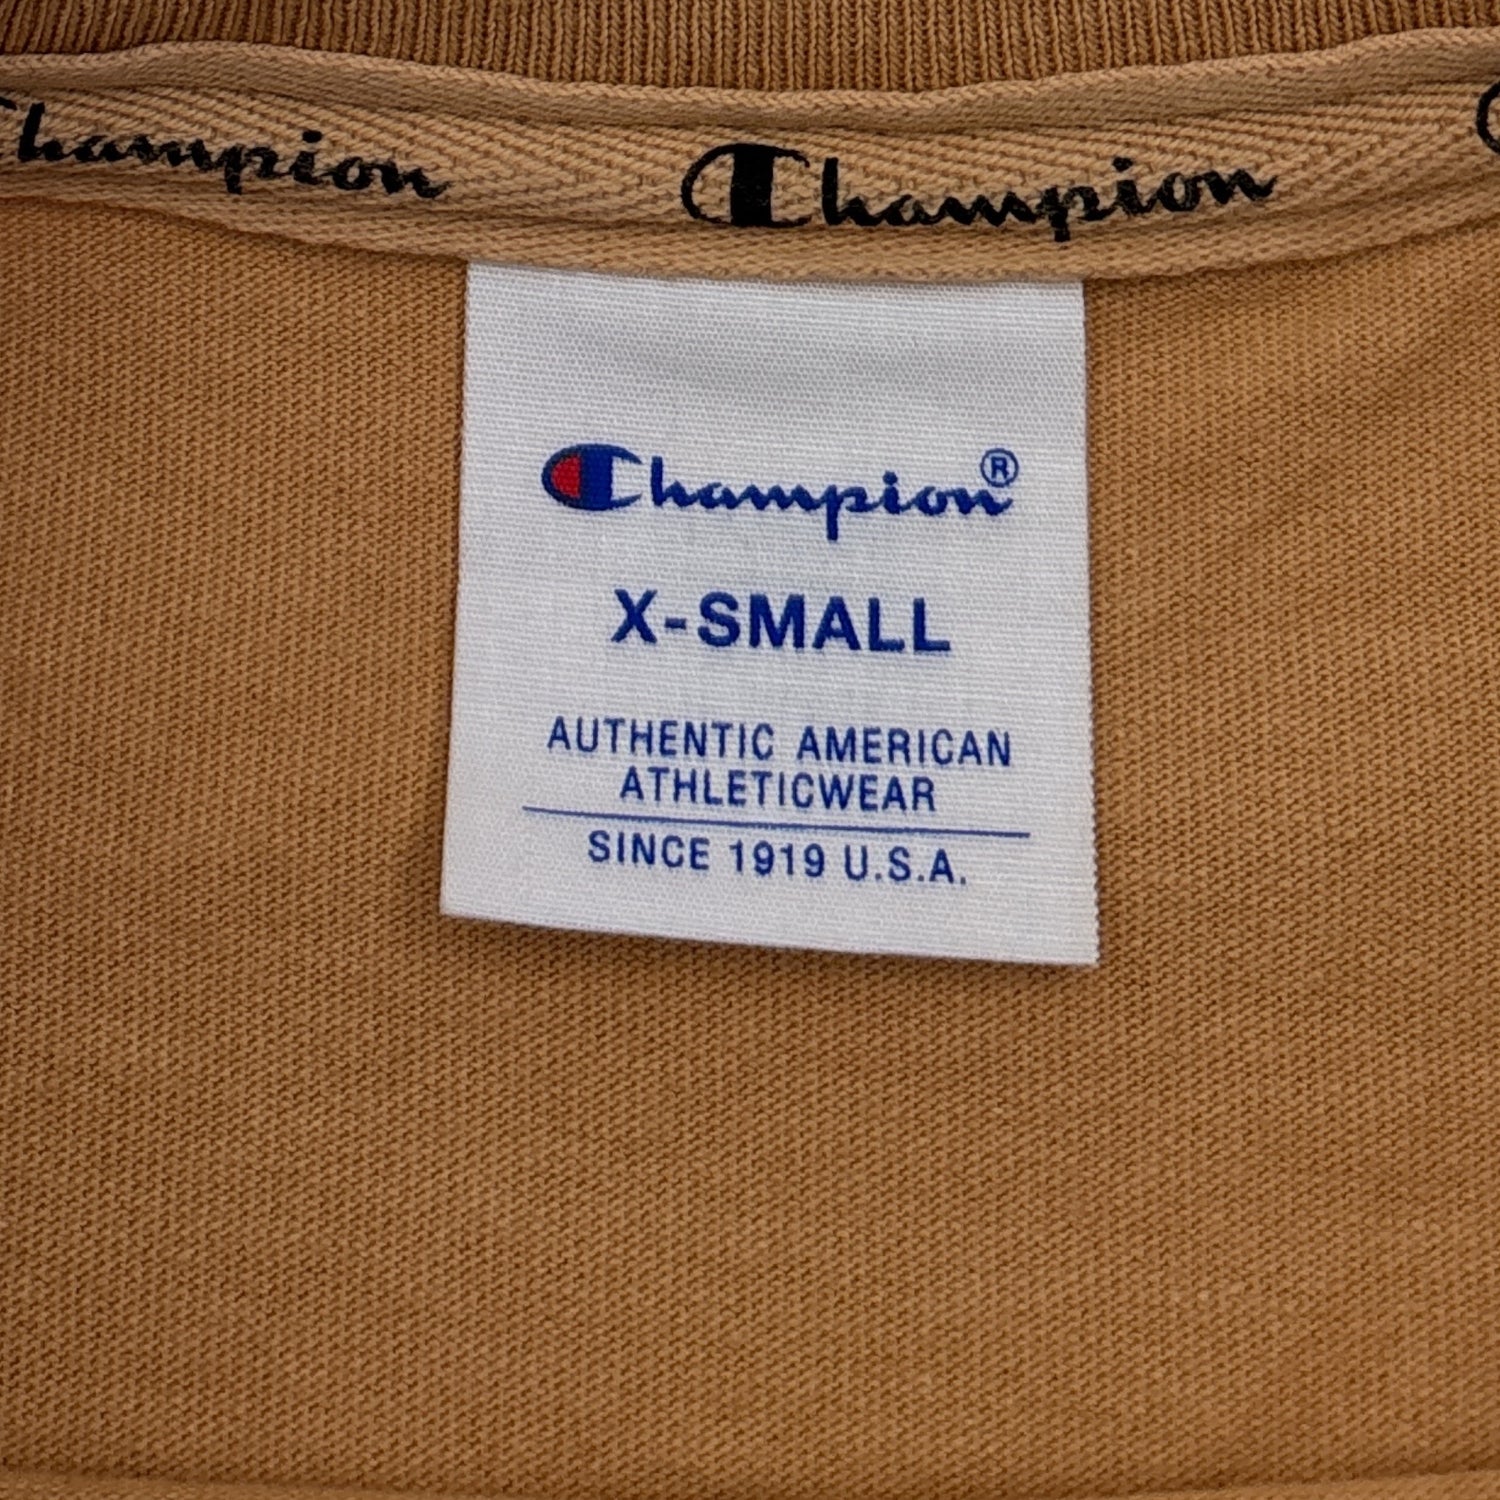 Champion Champion
Champion®
X-SMALL
AUTHENTIC AMERICAN
ATHLETICWEAR
SINCE 1919 U.S.A.